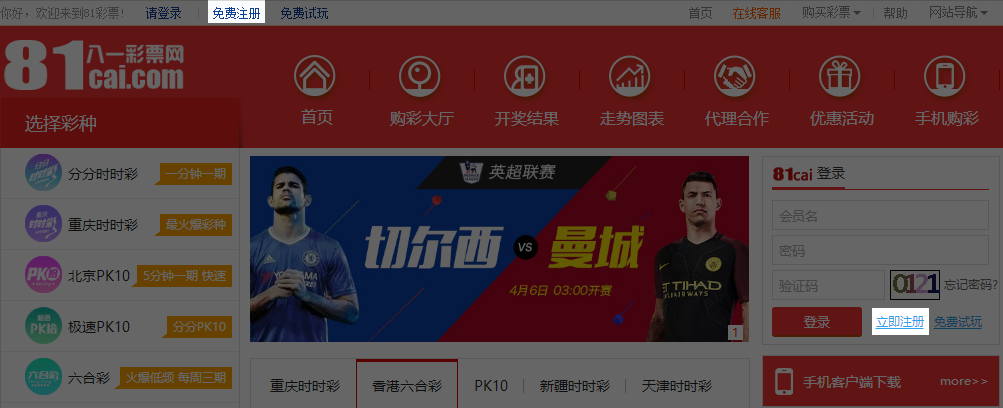 你好，欢迎来到81彩票！ 请登录 免费注册 免费试玩 首页 在线客服 购买彩票 帮助 网站导航
81 八一彩票网
cai.com
首页 购彩大厅 开奖结果 走势图表 代理合作 优惠活动 手机购彩
选择彩种
分分时时彩 一分钟一期
重庆时时彩 最火爆彩种
北京PK10 5分钟一期 快速
极速PK10 分分PK10
六合彩 火爆低频 每周三期
英超联赛
切尔西 VS 曼城
4月6日 03:00开赛
YOKOHAMA
ETIHAD
AIRWAYS
1
81cai 登录
会员名
密码
验证码 0121 忘记密码?
登录 立即注册 免费试玩
重庆时时彩 香港六合彩 PK10 新疆时时彩 天津时时彩
手机客户端下载 more>>